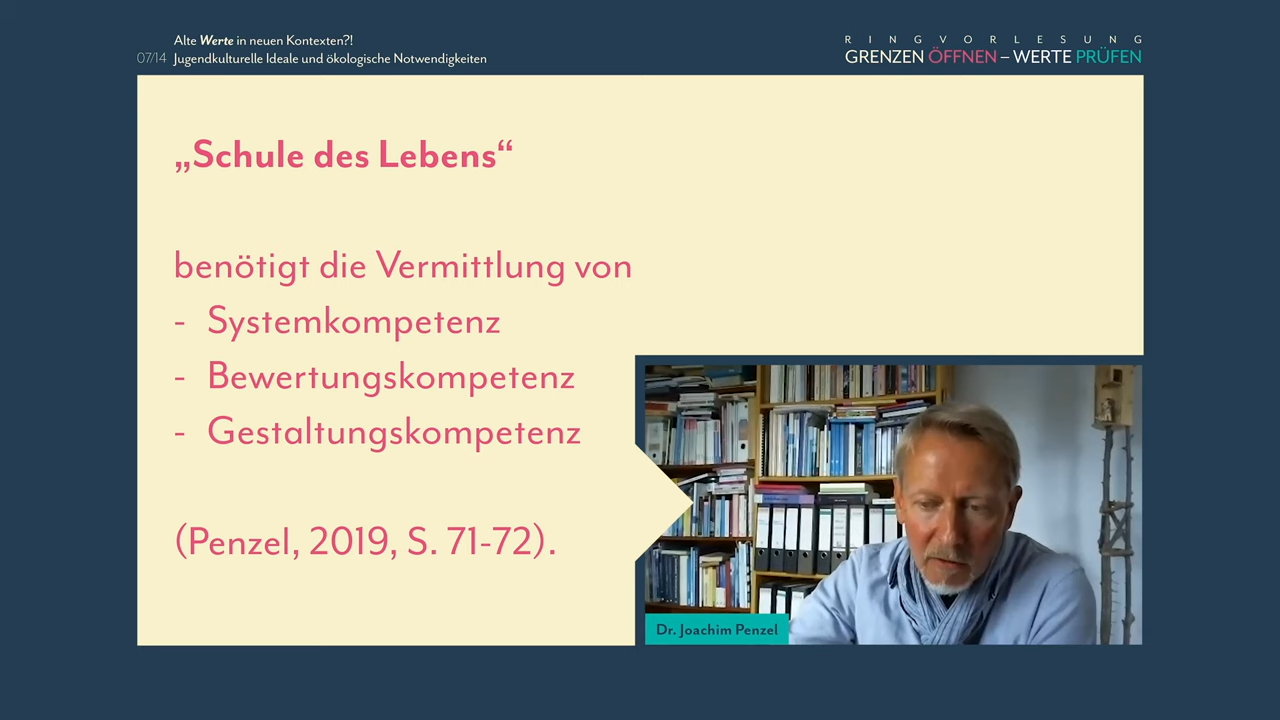 Alte Werte in neuen Kontexten?!
07/14 Jugendkulturelle Ideale und ökologische Notwendigkeiten
RINGVORLESUNG
GRENZEN ÖFFNEN – WERTE PRÜFEN
„Schule des Lebens“
benötigt die Vermittlung von
- Systemkompetenz
- Bewertungskompetenz
- Gestaltungskompetenz
(Penzel, 2019, S. 71-72).
Dr. Joachim Penzel